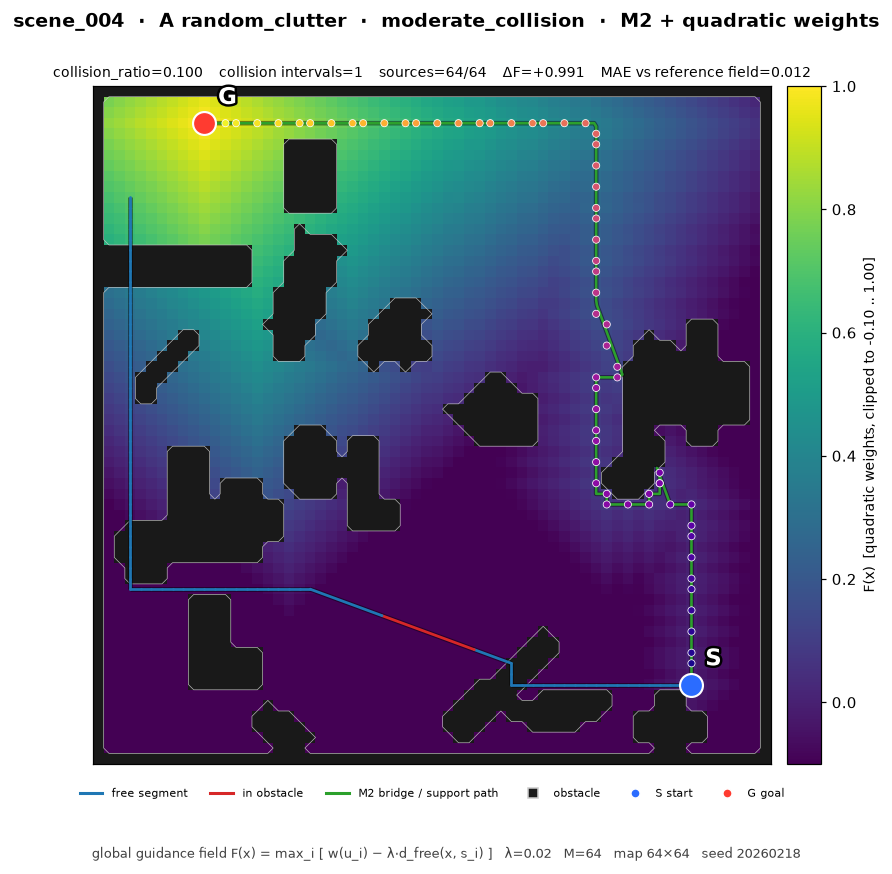 scene_004 · A random_clutter · moderate_collision · M2 + quadratic weights
collision_ratio=0.100 collision intervals=1 sources=64/64 ΔF=+0.991 MAE vs reference field=0.012
G
S
1.0
0.8
0.6
0.4
0.2
0.0
F(x) [quadratic weights, clipped to -0.10 .. 1.00]
free segment in obstacle M2 bridge / support path obstacle S start G goal
global guidance field F(x) = max_i [ w(u_i) − λ·d_free(x, s_i) ] λ=0.02 M=64 map 64×64 seed 20260218